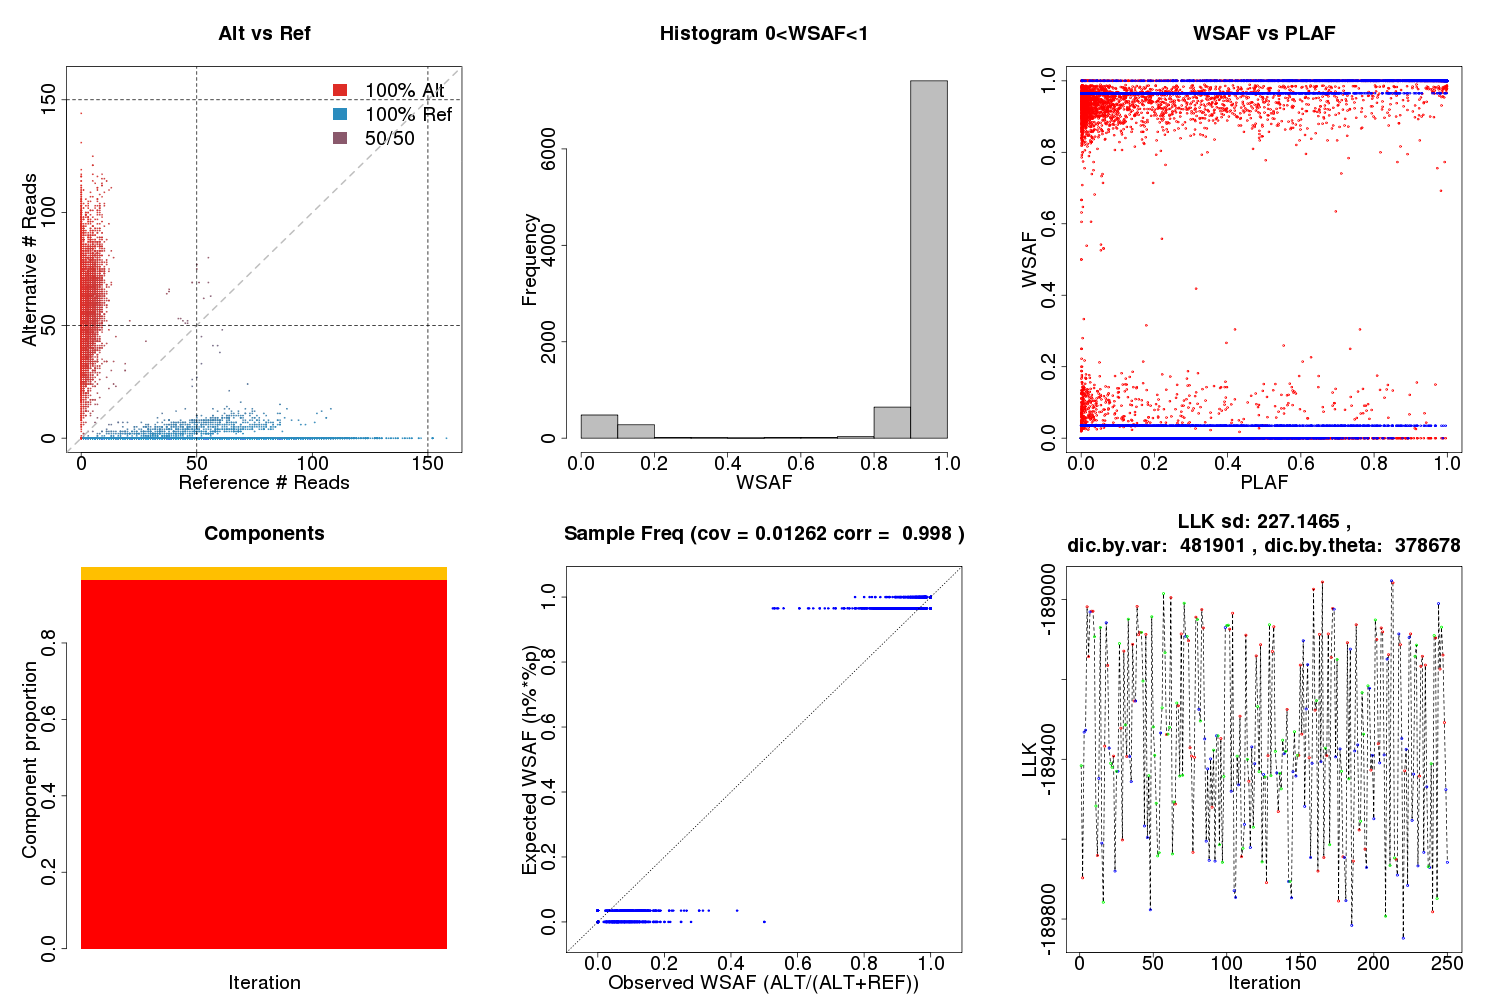 Alt vs Ref
100% Alt
100% Ref
50/50
Alternative # Reads
0 50 100 150
0 50 100 150
Reference # Reads
Histogram 0<WSAF<1
Frequency
0 2000 4000 6000
0.0 0.2 0.4 0.6 0.8 1.0
WSAF
WSAF vs PLAF
WSAF
0.0 0.2 0.4 0.6 0.8 1.0
0.0 0.2 0.4 0.6 0.8 1.0
PLAF
Components
Component proportion
0.0 0.2 0.4 0.6 0.8
Iteration
Sample Freq (cov = 0.01262 corr = 0.998 )
Expected WSAF (h%*%p)
0.0 0.2 0.4 0.6 0.8 1.0
0.0 0.2 0.4 0.6 0.8 1.0
Observed WSAF (ALT/(ALT+REF))
LLK sd: 227.1465 ,
dic.by.var: 481901 , dic.by.theta: 378678
LLK
-189800 -189400 -189000
0 50 100 150 200 250
Iteration